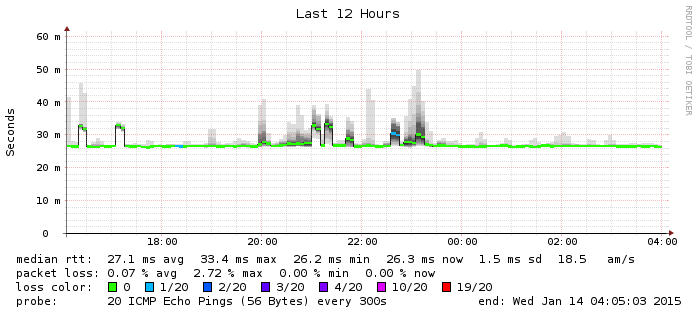 Last 12 Hours
RRDTOOL / TOBI OETIKER
Seconds
60 m
50 m
40 m
30 m
20 m
10 m
0
18:00 20:00 22:00 00:00 02:00 04:00
median rtt: 27.1 ms avg 33.4 ms max 26.2 ms min 26.3 ms now 1.5 ms sd 18.5 am/s
packet loss: 0.07 % avg 2.72 % max 0.00 % min 0.00 % now
loss color: 0 1/20 2/20 3/20 4/20 10/20 19/20
probe: 20 ICMP Echo Pings (56 Bytes) every 300s end: Wed Jan 14 04:05:03 2015